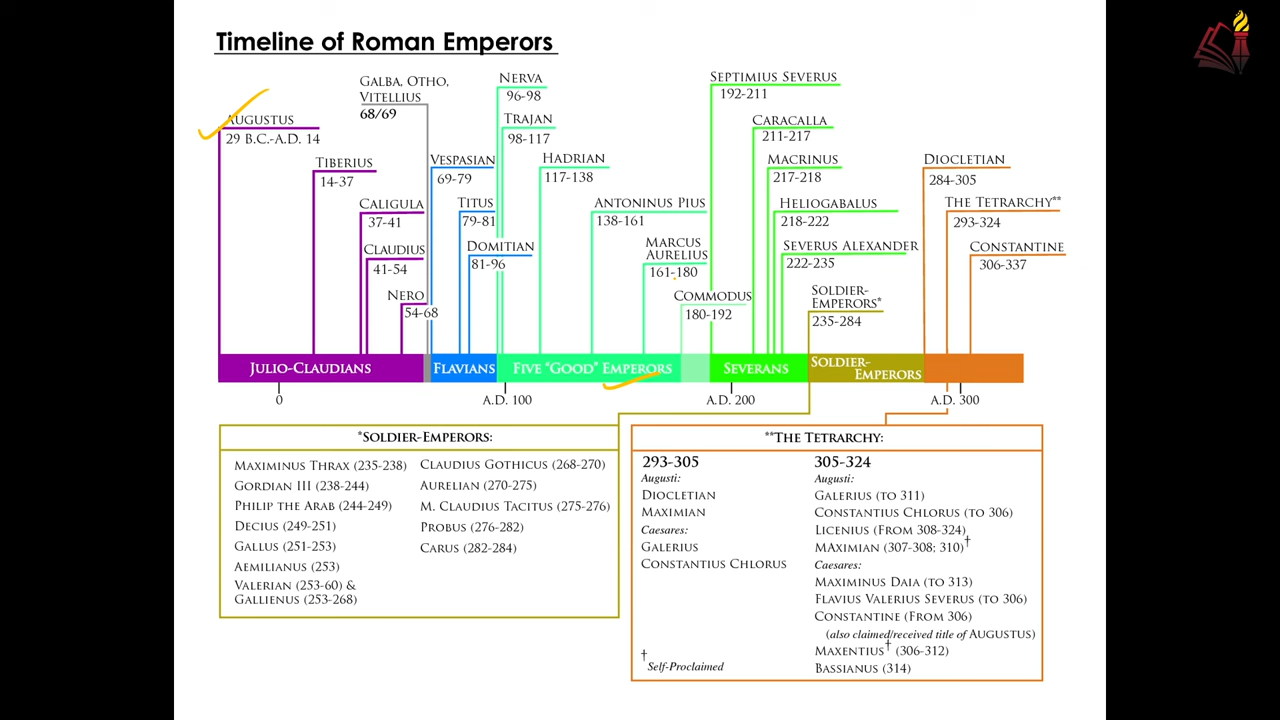 Timeline of Roman Emperors
Augustus
29 B.C.-A.D. 14
Tiberius
14-37
Caligula
37-41
Claudius
41-54
Nero
54-68
Galba, Otho,
Vitellius
68/69
Vespasian
69-79
Titus
79-81
Domitian
81-96
Nerva
96-98
Trajan
98-117
Hadrian
117-138
Antoninus Pius
138-161
Marcus
Aurelius
161-180
Commodus
180-192
Septimius Severus
192-211
Caracalla
211-217
Macrinus
217-218
Heliogabalus
218-222
Severus Alexander
222-235
Soldier-
Emperors*
235-284
Diocletian
284-305
The Tetrarchy**
293-324
Constantine
306-337
Julio-Claudians
Flavians
Five "Good" Emperors
Severans
Soldier-
Emperors
0
A.D. 100
A.D. 200
A.D. 300
*Soldier-Emperors:
Maximinus Thrax (235-238)
Gordian III (238-244)
Philip the Arab (244-249)
Decius (249-251)
Gallus (251-253)
Aemilianus (253)
Valerian (253-60) &
Gallienus (253-268)
Claudius Gothicus (268-270)
Aurelian (270-275)
M. Claudius Tacitus (275-276)
Probus (276-282)
Carus (282-284)
**The Tetrarchy:
293-305
Augusti:
Diocletian
Maximian
Caesares:
Galerius
Constantius Chlorus
†
Self-Proclaimed
305-324
Augusti:
Galerius (to 311)
Constantius Chlorus (to 306)
Licenius (From 308-324)
MAximian (307-308; 310)†
Caesares:
Maximinus Daia (to 313)
Flavius Valerius Severus (to 306)
Constantine (From 306)
(also claimed/received title of Augustus)
Maxentius† (306-312)
Bassianus (314)